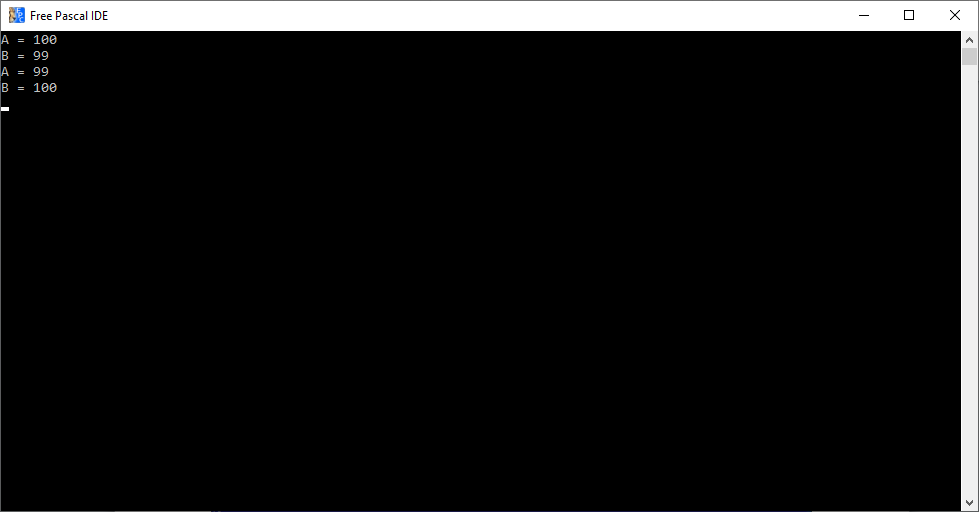 Free Pascal IDE
A = 100
B = 99
A = 99
B = 100